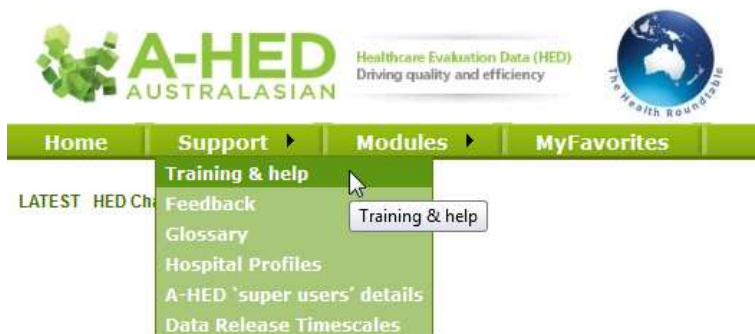 A-HED
AUSTRALASIAN
Healthcare Evaluation Data (HED)
Driving quality and efficiency
The Health Roundtable
Home Support Modules MyFavorites
Training & help
LATEST HED Ch
Feedback
Training & help
Glossary
Hospital Profiles
A-HED `super users' details
Data Release Timescales